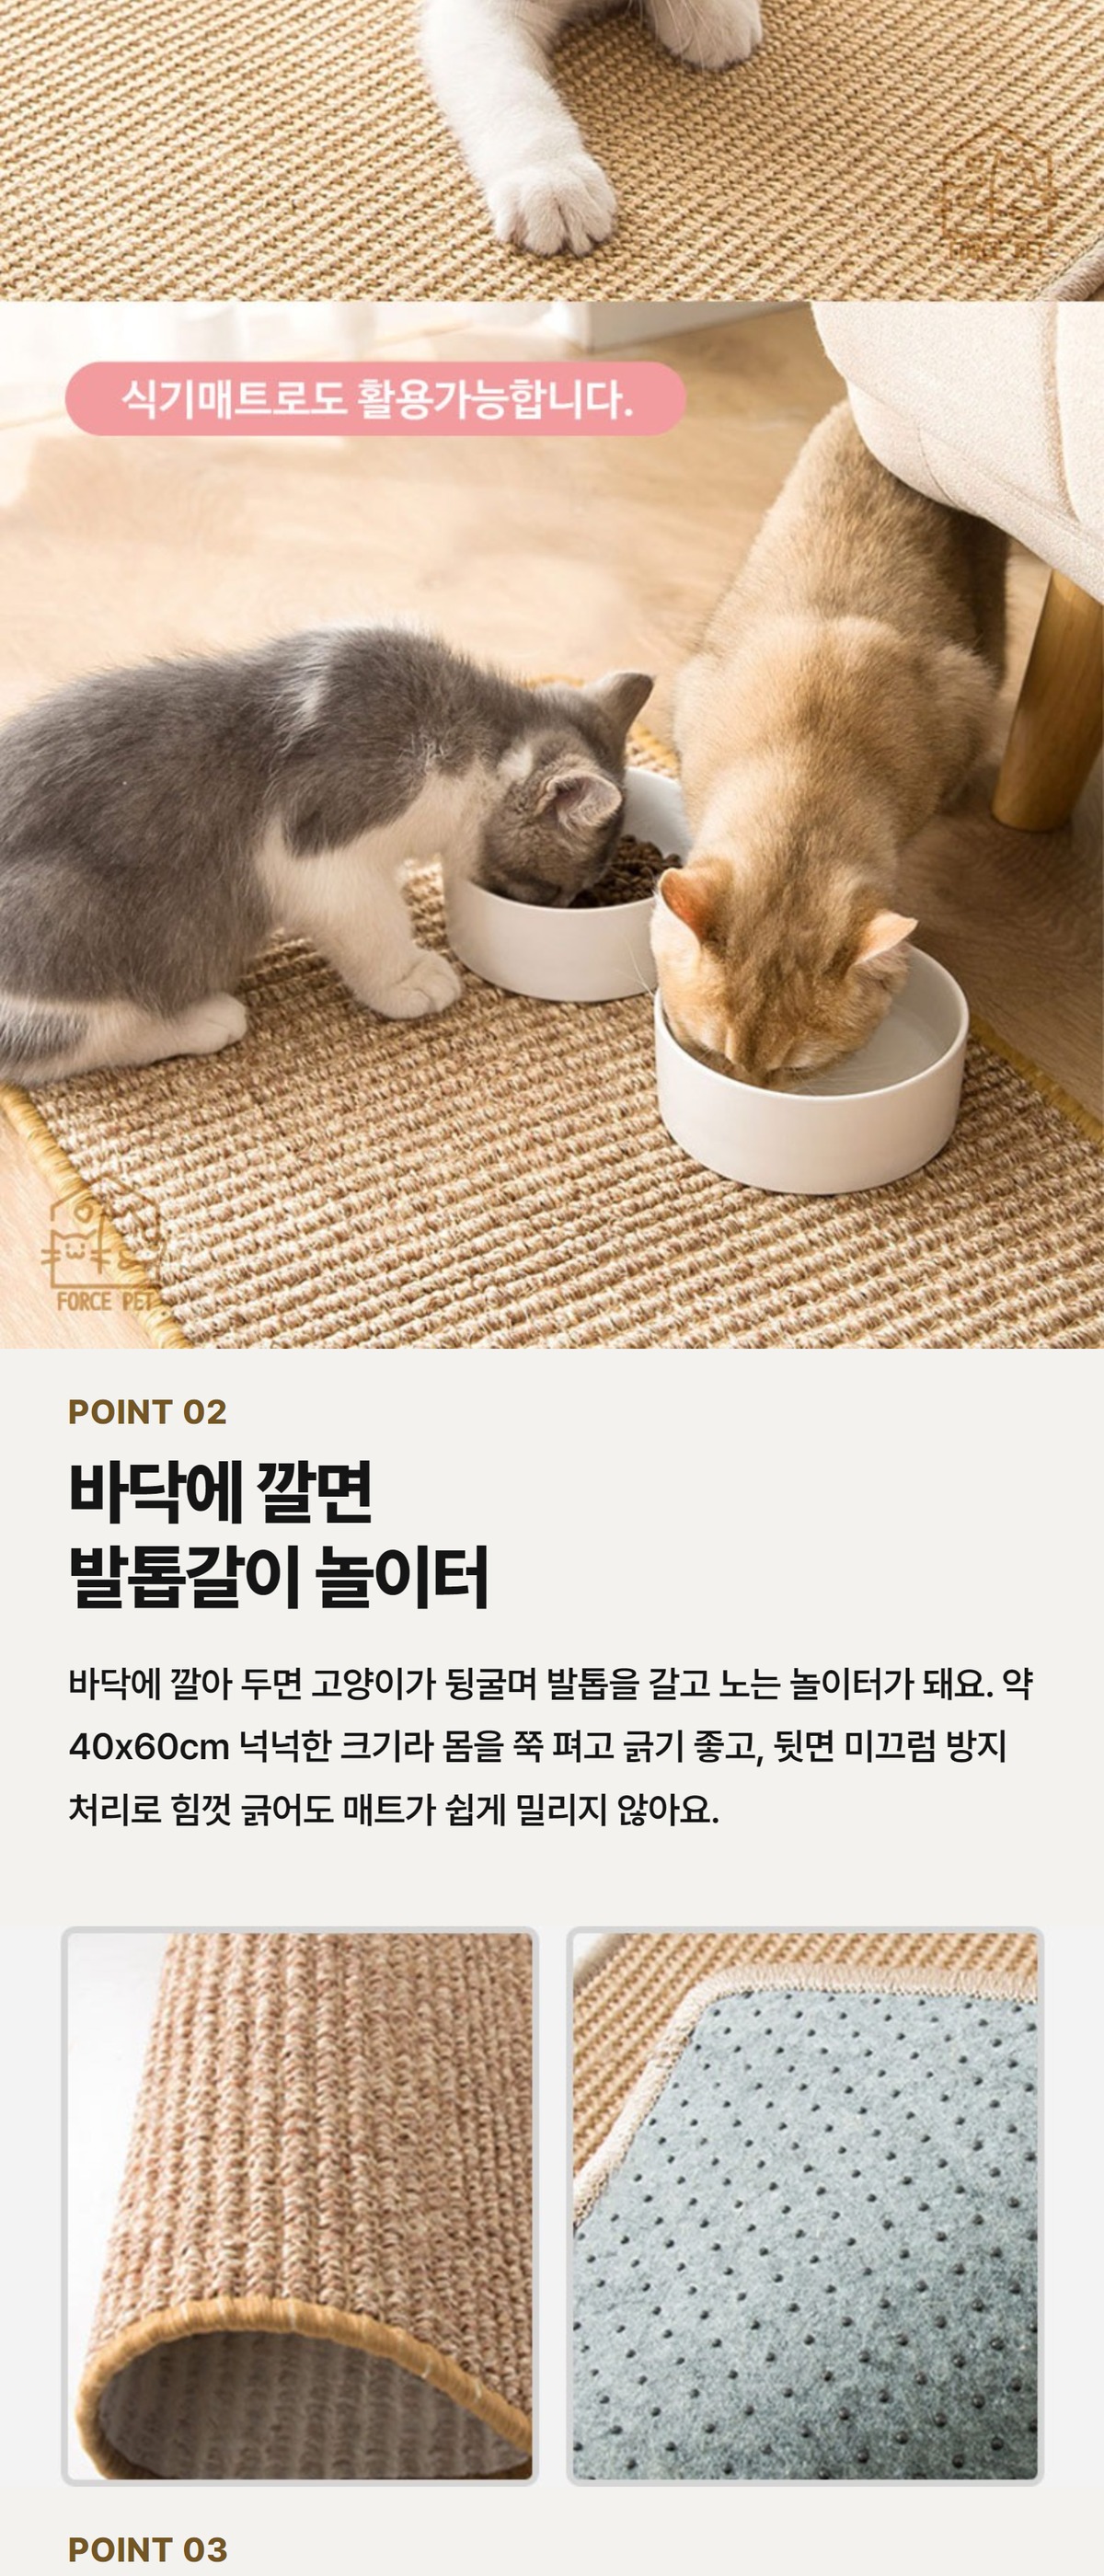 식기매트로도 활용가능합니다.
FORCE PET
POINT 02
바닥에 깔면
발톱갈이 놀이터
바닥에 깔아 두면 고양이가 뒹굴며 발톱을 갈고 노는 놀이터가 돼요. 약
40x60cm 넉넉한 크기라 몸을 쭉 펴고 긁기 좋고, 뒷면 미끄럼 방지
처리로 힘껏 긁어도 매트가 쉽게 밀리지 않아요.
POINT 03